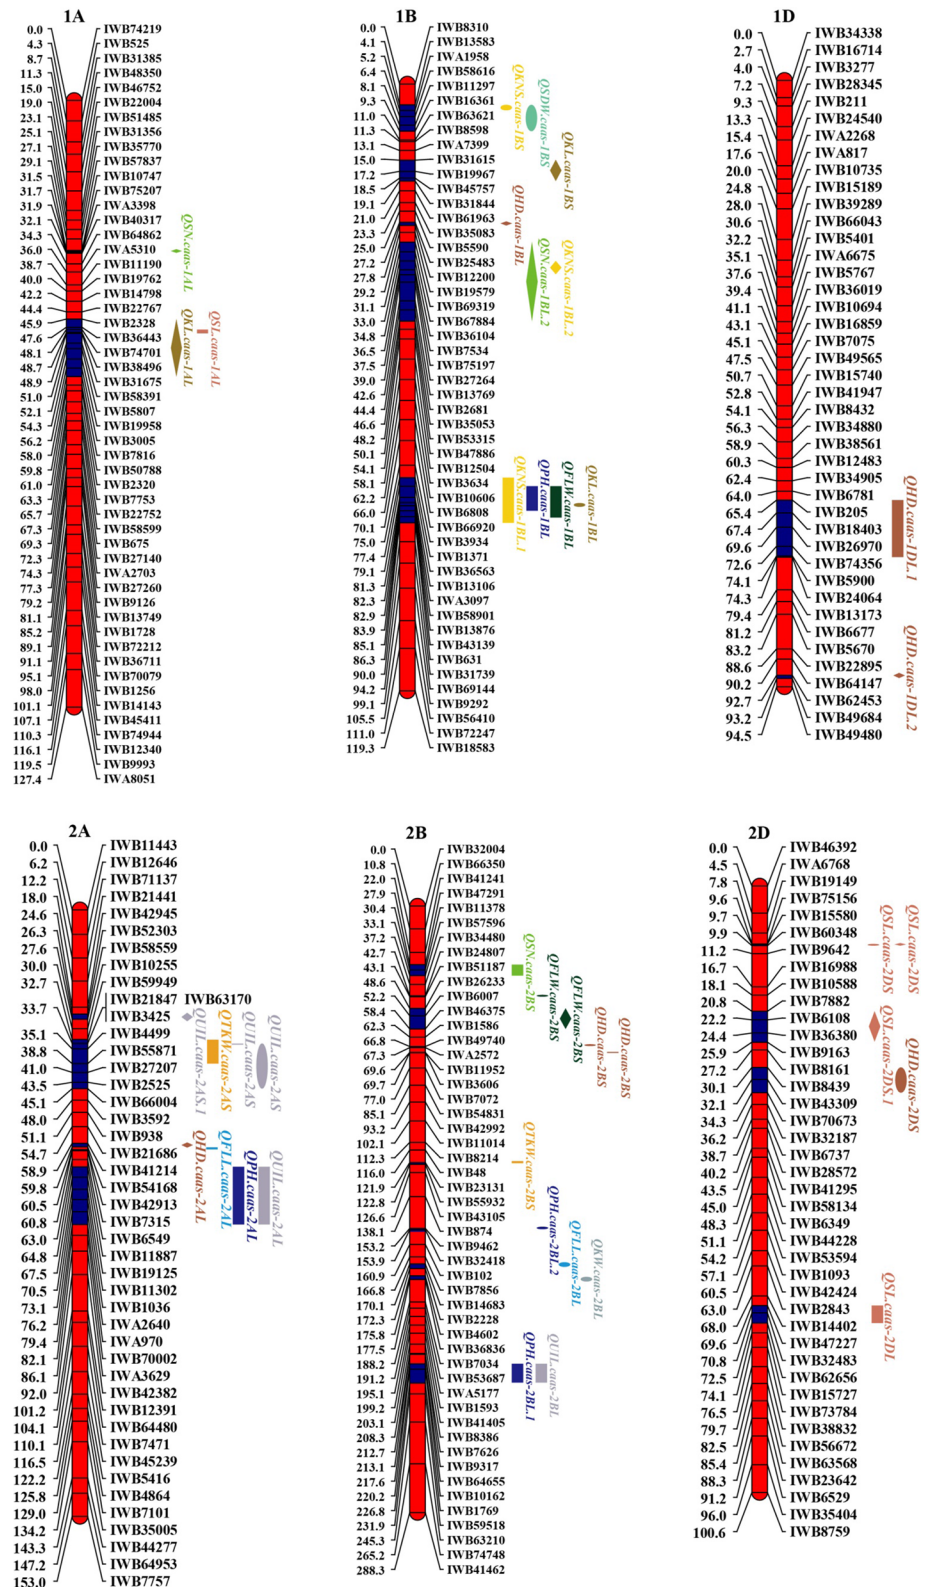 1A
0.0 IWB74219
4.3 IWB525
8.7 IWB31385
11.3 IWB48350
15.0 IWB46752
19.0 IWB22004
23.1 IWB51485
25.1 IWB31356
27.1 IWB35770
29.1 IWB57837
31.5 IWB10747
31.7 IWB75207
31.9 IWA3398
32.1 IWB40317
34.3 IWB64862
36.0 IWA5310
38.7 IWB11190
40.0 IWB19762
42.2 IWB14798
44.4 IWB22767
45.9 IWB2328
47.6 IWB36443
48.1 IWB74701
48.7 IWB38496
48.9 IWB31675
51.0 IWB58391
52.1 IWB5807
54.3 IWB19958
56.2 IWB3005
58.0 IWB7816
59.8 IWB50788
61.0 IWB2320
63.3 IWB7753
65.7 IWB22752
67.3 IWB58599
69.3 IWB675
72.3 IWB27140
74.3 IWA2703
77.3 IWB27260
79.2 IWB9126
81.1 IWB13749
85.2 IWB1728
89.1 IWB72212
91.1 IWB36711
95.1 IWB70079
98.0 IWB1256
101.1 IWB14143
107.1 IWB45411
110.3 IWB74944
116.1 IWB12340
119.5 IWB9993
127.4 IWA8051
QSN.caas-1AL
QKL.caas-1AL
QSL.caas-1AL
1B
0.0 IWB8310
4.1 IWB13583
5.2 IWA1958
6.4 IWB58616
8.1 IWB11297
9.3 IWB16361
11.0 IWB63621
11.3 IWB8598
13.1 IWA7399
15.0 IWB31615
17.2 IWB19967
18.5 IWB45757
19.1 IWB31844
21.0 IWB61963
23.3 IWB35083
25.0 IWB5590
27.2 IWB25483
27.8 IWB12200
29.2 IWB19579
31.1 IWB69319
33.0 IWB67884
34.8 IWB36104
36.5 IWB7534
37.5 IWB75197
39.0 IWB27264
42.6 IWB13769
44.4 IWB2681
46.6 IWB35053
48.2 IWB53315
50.1 IWB47886
54.1 IWB12504
58.1 IWB3634
62.2 IWB10606
66.0 IWB6808
70.1 IWB66920
75.0 IWB3934
77.4 IWB1371
79.1 IWB36563
81.3 IWB13106
82.3 IWA3097
82.9 IWB58901
83.9 IWB13876
85.1 IWB43139
86.3 IWB631
90.0 IWB31739
94.2 IWB69144
99.1 IWB9292
105.5 IWB56410
111.0 IWB72247
119.3 IWB18583
QKNS.caas-1BS
QSDW.caas-1BS
QKL.caas-1BS
QHD.caas-1BL
QSN.caas-1BL.2
QKNS.caas-1BL.2
QKNS.caas-1BL.1
QPH.caas-1BL
QFLW.caas-1BL
QKL.caas-1BL
1D
0.0 IWB34338
2.7 IWB16714
4.0 IWB3277
7.2 IWB28345
9.3 IWB211
13.3 IWB24540
15.4 IWA2268
17.6 IWA817
20.0 IWB10735
24.8 IWB15189
28.0 IWB39289
30.6 IWB66043
32.2 IWB5401
35.1 IWA6675
37.6 IWB5767
39.4 IWB36019
41.1 IWB10694
43.1 IWB16859
45.1 IWB7075
47.5 IWB49565
50.7 IWB15740
52.8 IWB41947
54.1 IWB8432
56.3 IWB34880
58.9 IWB38561
60.3 IWB12483
62.4 IWB34905
64.0 IWB6781
65.4 IWB205
67.4 IWB18403
69.6 IWB26970
72.6 IWB74356
74.1 IWB5900
74.3 IWB24064
79.4 IWB13173
81.2 IWB6677
83.2 IWB5670
88.6 IWB22895
90.2 IWB64147
92.7 IWB62453
93.2 IWB49684
94.5 IWB49480
QHD.caas-1DL.1
QHD.caas-1DL.2
2A
0.0 IWB11443
6.2 IWB12646
12.2 IWB71137
18.0 IWB21441
24.6 IWB42945
26.3 IWB52303
27.6 IWB58559
30.0 IWB10255
32.7 IWB59949
IWB21847 IWB63170
33.7 IWB3425
35.1 IWB4499
38.8 IWB55871
41.0 IWB27207
43.5 IWB2525
45.1 IWB66004
48.0 IWB3592
51.1 IWB938
54.7 IWB21686
58.9 IWB41214
59.8 IWB54168
60.5 IWB42913
60.8 IWB7315
63.0 IWB6549
64.8 IWB11887
67.5 IWB19125
70.5 IWB11302
73.1 IWB1036
76.2 IWA2640
79.4 IWA970
82.1 IWB70002
86.1 IWA3629
92.0 IWB42382
101.2 IWB12391
104.1 IWB64480
110.1 IWB7471
116.5 IWB45239
122.2 IWB5416
125.8 IWB4864
129.0 IWB7101
134.2 IWB35005
143.3 IWB44277
147.2 IWB64953
153.0 IWB7757
QUIL.caas-2AS.1
QTKW.caas-2AS
QUIL.caas-2AS
QUIL.caas-2AS
QHD.caas-2AL
QFLL.caas-2AL
QPH.caas-2AL
QUIL.caas-2AL
2B
0.0 IWB32004
10.8 IWB66350
22.0 IWB41241
27.9 IWB47291
30.4 IWB11378
33.1 IWB57596
37.2 IWB34480
42.7 IWB24807
43.1 IWB51187
48.6 IWB26233
52.2 IWB6007
58.4 IWB46375
62.3 IWB1586
66.8 IWB49740
67.3 IWA2572
69.6 IWB11952
69.7 IWB3606
77.0 IWB7072
85.1 IWB54831
93.2 IWB42992
102.1 IWB11014
112.3 IWB8214
116.0 IWB48
121.9 IWB23131
122.8 IWB55932
126.6 IWB43105
138.1 IWB874
153.2 IWB9462
153.9 IWB32418
160.9 IWB102
166.8 IWB7856
170.1 IWB14683
172.3 IWB2228
175.8 IWB4602
177.5 IWB36836
188.2 IWB7034
191.2 IWB53687
195.1 IWA5177
199.2 IWB1593
203.1 IWB41405
208.3 IWB8386
212.7 IWB7626
213.1 IWB9317
217.6 IWB64655
220.2 IWB10162
226.8 IWB1769
231.9 IWB59518
245.3 IWB63210
265.2 IWB74748
288.3 IWB41462
QSN.caas-2BS
QFLW.caas-2BS
QFLW.caas-2BS
QHD.caas-2BS
QHD.caas-2BS
QTKW.caas-2BS
QPH.caas-2BL.2
QFLL.caas-2BL
QKW.caas-2BL
QPH.caas-2BL.1
QUIL.caas-2BL
2D
0.0 IWB46392
4.5 IWA6768
7.8 IWB19149
9.6 IWB75156
9.7 IWB15580
9.9 IWB60348
11.2 IWB9642
16.7 IWB16988
18.1 IWB10588
20.8 IWB7882
22.2 IWB6108
24.4 IWB36380
25.9 IWB9163
27.2 IWB8161
30.1 IWB8439
32.1 IWB43309
34.3 IWB70673
36.2 IWB32187
38.7 IWB6737
40.2 IWB28572
43.5 IWB41295
45.0 IWB58134
48.3 IWB6349
51.1 IWB44228
54.2 IWB53594
57.1 IWB1093
60.5 IWB42424
63.0 IWB2843
68.0 IWB14402
69.6 IWB47227
70.8 IWB32483
72.5 IWB62656
74.1 IWB15727
76.5 IWB73784
79.7 IWB38832
82.5 IWB56672
85.4 IWB63568
88.3 IWB23642
91.2 IWB6529
96.0 IWB35404
100.6 IWB8759
QSL.caas-2DS
QSL.caas-2DS
QSL.caas-2DS.1
QHD.caas-2DS
QSL.caas-2DL